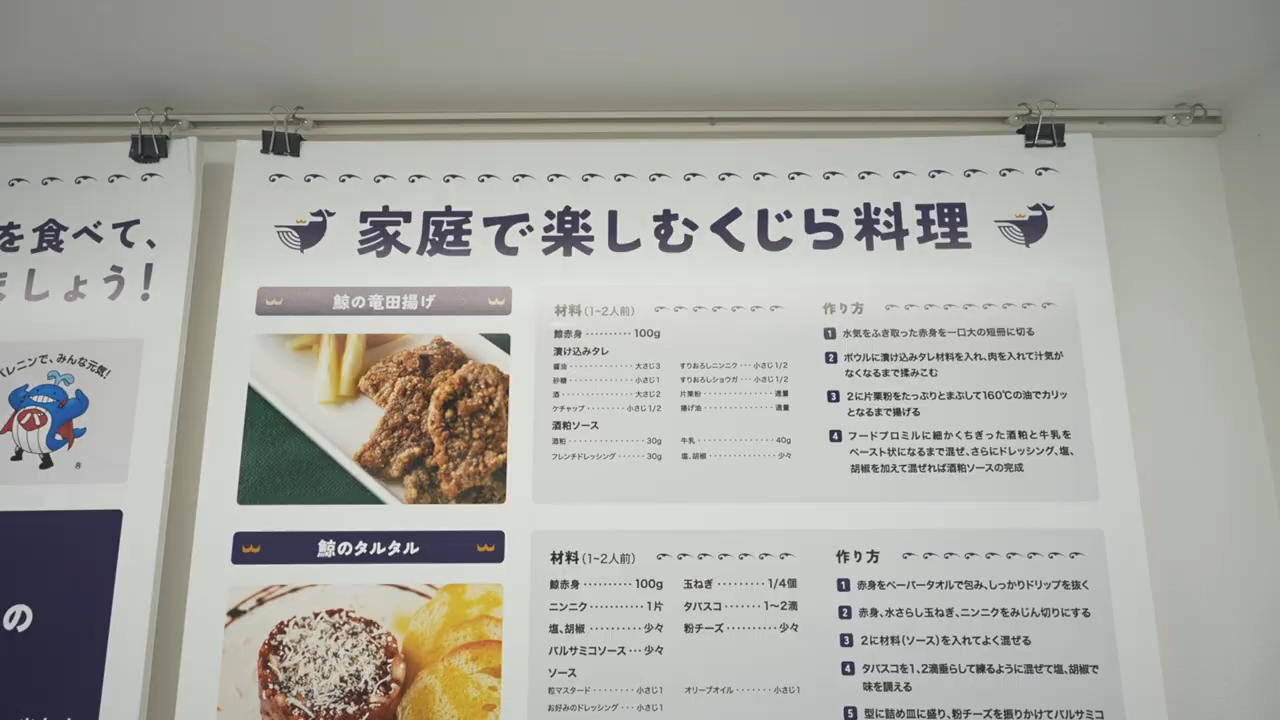 を食べて、
ましょう!
バレニンで、みんな元気!
バ
®
の
家庭で楽しむくじら料理
鯨の竜田揚げ
材料(1~2人前)
鯨赤身 ·········· 100g
漬け込みタレ
醤油 ·················· 大さじ3
砂糖 ·················· 小さじ1
酒 ···················· 大さじ2
ケチャップ ·········· 小さじ1/2
すりおろしニンニク ··· 小さじ1/2
すりおろしショウガ ··· 小さじ1/2
片栗粉 ················ 適量
揚げ油 ················ 適量
酒粕ソース
酒粕 ·················· 30g
フレンチドレッシング ······ 30g
牛乳 ·················· 40g
塩、胡椒 ·············· 少々
作り方
1 水気をふき取った赤身を一口大の短冊に切る
2 ボウルに漬け込みタレ材料を入れ、肉を入れて汁気が
なくなるまで揉みこむ
3 2に片栗粉をたっぷりとまぶして160℃の油でカリッ
となるまで揚げる
4 フードプロミルに細かくちぎった酒粕と牛乳を
ペースト状になるまで混ぜ、さらにドレッシング、塩、
胡椒を加えて混ぜれば酒粕ソースの完成
鯨のタルタル
材料(1~2人前)
鯨赤身 ·········· 100g
ニンニク ·········· 1片
塩、胡椒 ·········· 少々
バルサミコソース ··· 少々
玉ねぎ ········· 1/4個
タバスコ ······· 1〜2滴
粉チーズ ········ 少々
ソース
粒マスタード ········ 小さじ1
お好みのドレッシング ··· 小さじ1
オリーブオイル ······· 小さじ1
作り方
1 赤身をペーパータオルで包み、しっかりドリップを抜く
2 赤身、水さらし玉ねぎ、ニンニクをみじん切りにする
3 2に材料(ソース)を入れてよく混ぜる
4 タバスコを1、2滴垂らして練るように混ぜて塩、胡椒で
味を調える
5 型に詰め皿に盛り、粉チーズを振りかけてバルサミコ